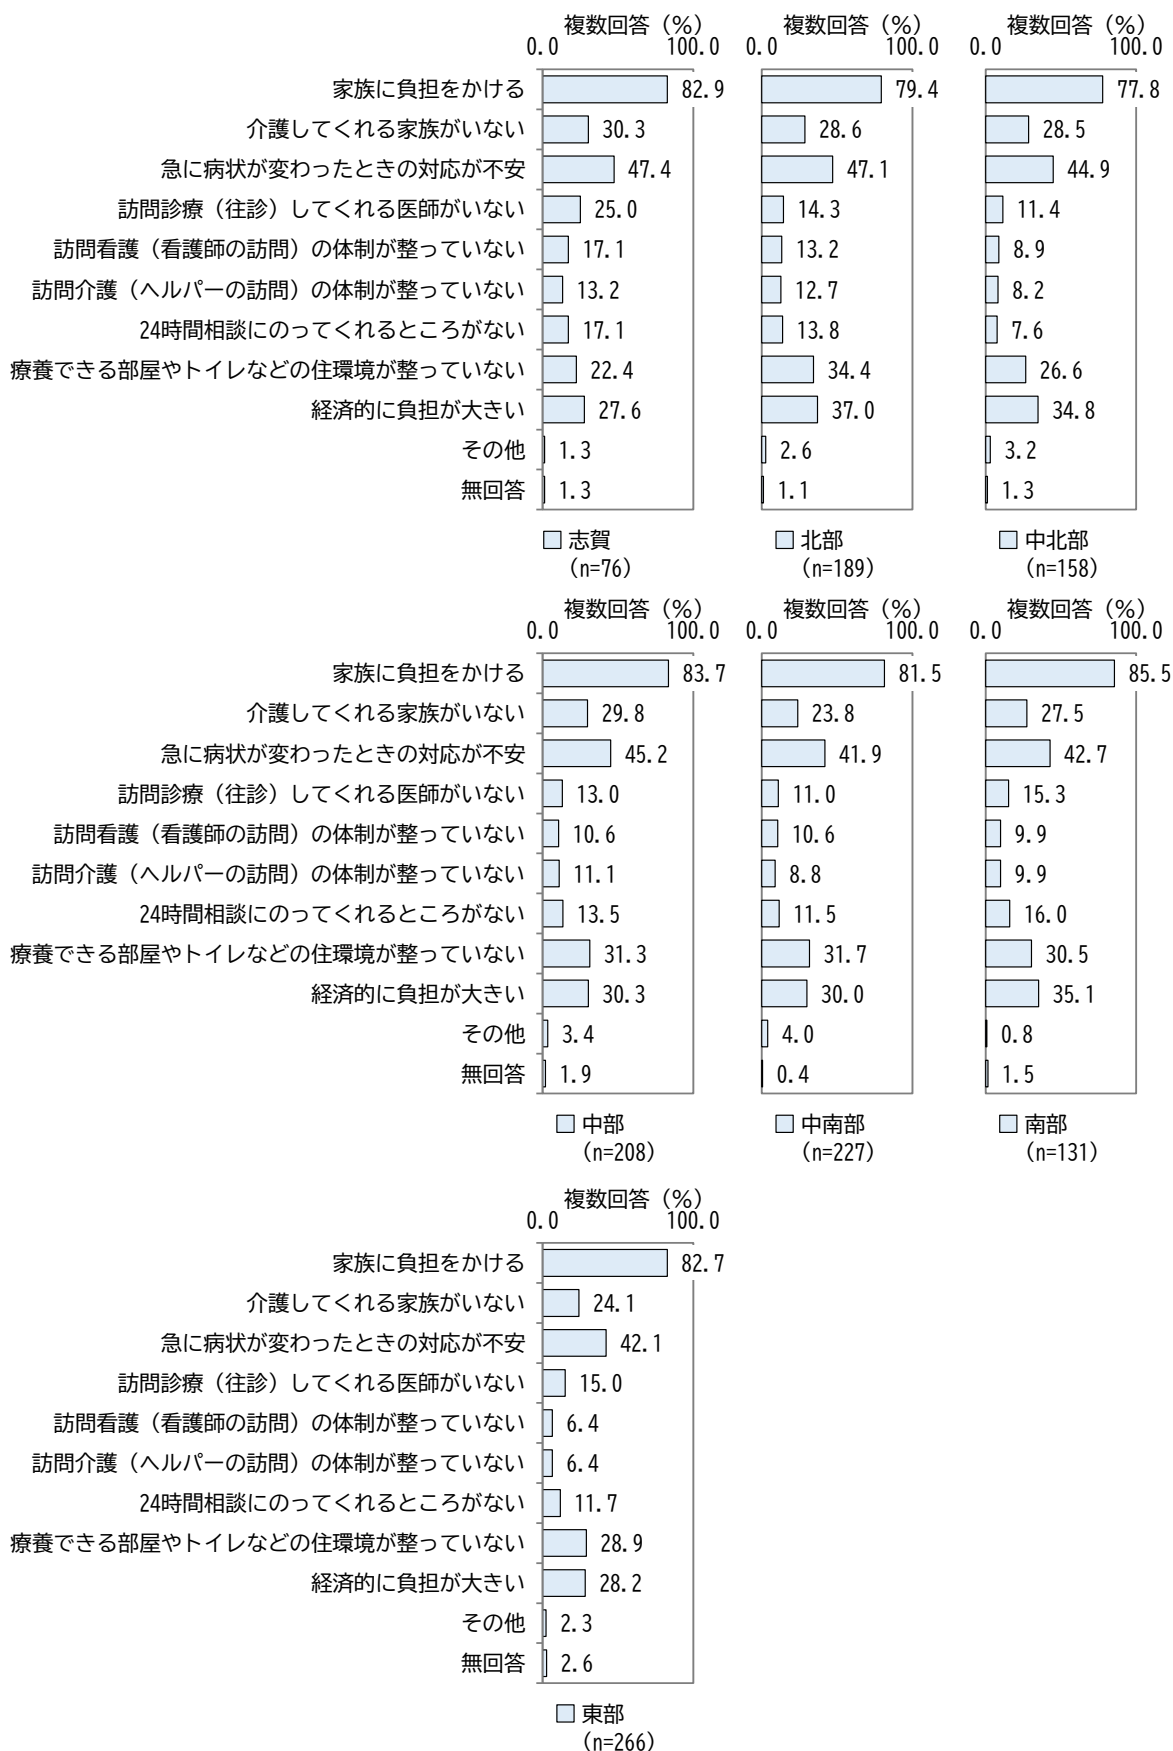 複数回答（%） 複数回答（%） 複数回答（%）
0.0 100.0 0.0 100.0 0.0 100.0
家族に負担をかける 82.9 79.4 77.8
介護してくれる家族がいない 30.3 28.6 28.5
急に病状が変わったときの対応が不安 47.4 47.1 44.9
訪問診療（往診）してくれる医師がいない 25.0 14.3 11.4
訪問看護（看護師の訪問）の体制が整っていない 17.1 13.2 8.9
訪問介護（ヘルパーの訪問）の体制が整っていない 13.2 12.7 8.2
24時間相談にのってくれるところがない 17.1 13.8 7.6
療養できる部屋やトイレなどの住環境が整っていない 22.4 34.4 26.6
経済的に負担が大きい 27.6 37.0 34.8
その他 1.3 2.6 3.2
無回答 1.3 1.1 1.3
志賀 北部 中北部
（n=76） （n=189） （n=158）
複数回答（%） 複数回答（%） 複数回答（%）
0.0 100.0 0.0 100.0 0.0 100.0
家族に負担をかける 83.7 81.5 85.5
介護してくれる家族がいない 29.8 23.8 27.5
急に病状が変わったときの対応が不安 45.2 41.9 42.7
訪問診療（往診）してくれる医師がいない 13.0 11.0 15.3
訪問看護（看護師の訪問）の体制が整っていない 10.6 10.6 9.9
訪問介護（ヘルパーの訪問）の体制が整っていない 11.1 8.8 9.9
24時間相談にのってくれるところがない 13.5 11.5 16.0
療養できる部屋やトイレなどの住環境が整っていない 31.3 31.7 30.5
経済的に負担が大きい 30.3 30.0 35.1
その他 3.4 4.0 0.8
無回答 1.9 0.4 1.5
中部 中南部 南部
（n=208） （n=227） （n=131）
複数回答（%）
0.0 100.0
家族に負担をかける 82.7
介護してくれる家族がいない 24.1
急に病状が変わったときの対応が不安 42.1
訪問診療（往診）してくれる医師がいない 15.0
訪問看護（看護師の訪問）の体制が整っていない 6.4
訪問介護（ヘルパーの訪問）の体制が整っていない 6.4
24時間相談にのってくれるところがない 11.7
療養できる部屋やトイレなどの住環境が整っていない 28.9
経済的に負担が大きい 28.2
その他 2.3
無回答 2.6
東部
（n=266）